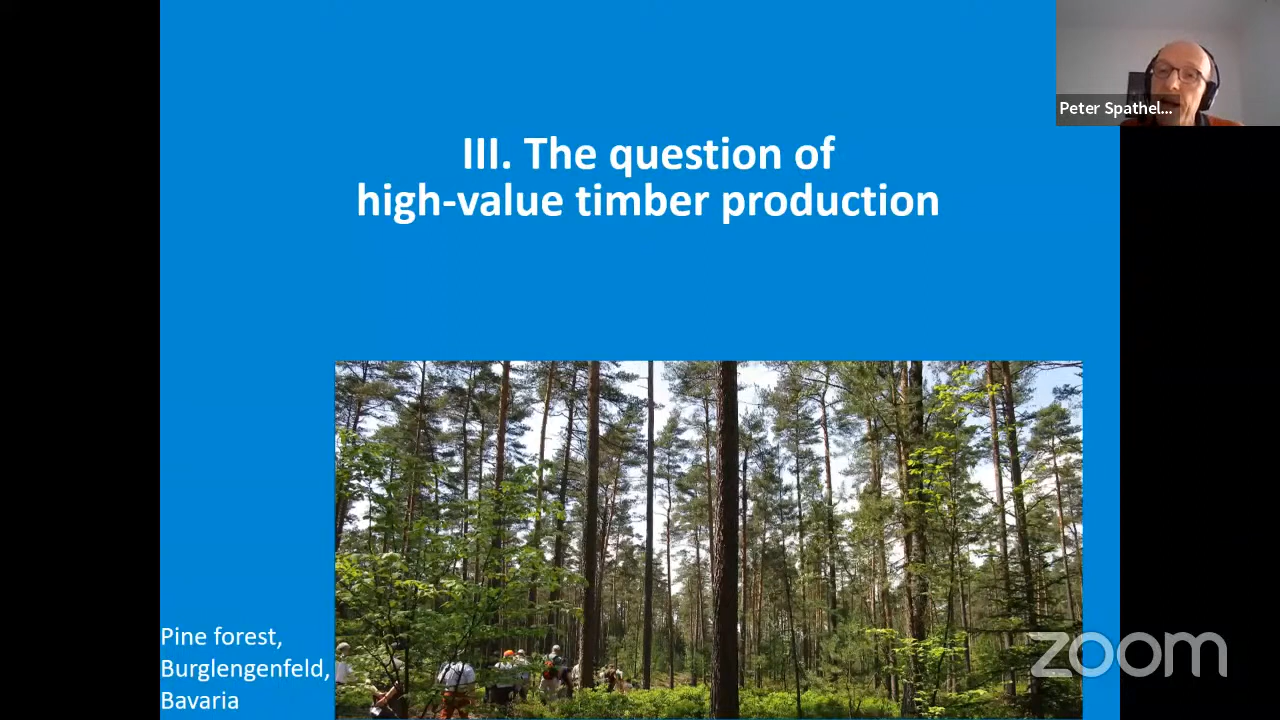 Peter Spathel...
III. The question of
high-value timber production
Pine forest,
Burglengenfeld,
Bavaria
zoom